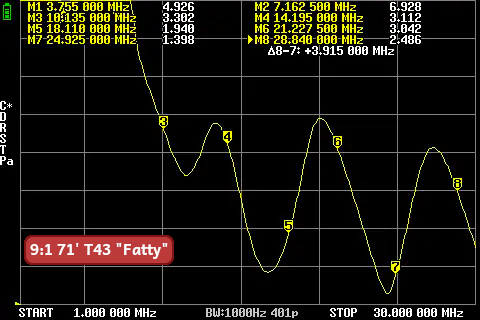 M1 3.755 000 MHz 4.926 M2 7.162 500 MHz 6.928
M3 10.135 000 MHz 3.302 M4 14.195 000 MHz 3.112
M5 18.110 000 MHz 1.940 M6 21.227 500 MHz 3.042
M7 24.925 000 MHz 1.398 M8 28.840 000 MHz 2.486
Δ8-7: +3.915 000 MHz
C*
D
R
S
T
Pa
3
4
6
8
5
7
9:1 71' T43 "Fatty"
START 1.000 000 MHz BW:1000Hz 401p STOP 30.000 000 MHz